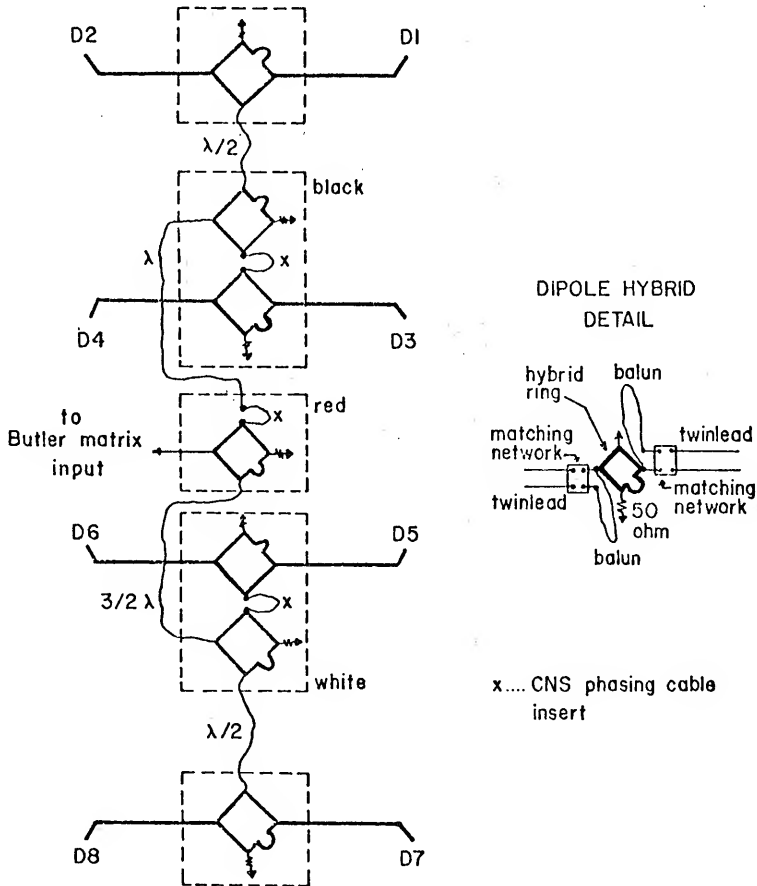 D2
D1
λ/2
black
λ
x
D4
D3
to
Butler matrix
input
red
x
D6
D5
3/2 λ
x
white
λ/2
D8
D7
DIPOLE HYBRID
DETAIL
hybrid
ring
balun
matching
network
twinlead
twinlead
matching
network
50
ohm
balun
x.... CNS phasing cable
insert